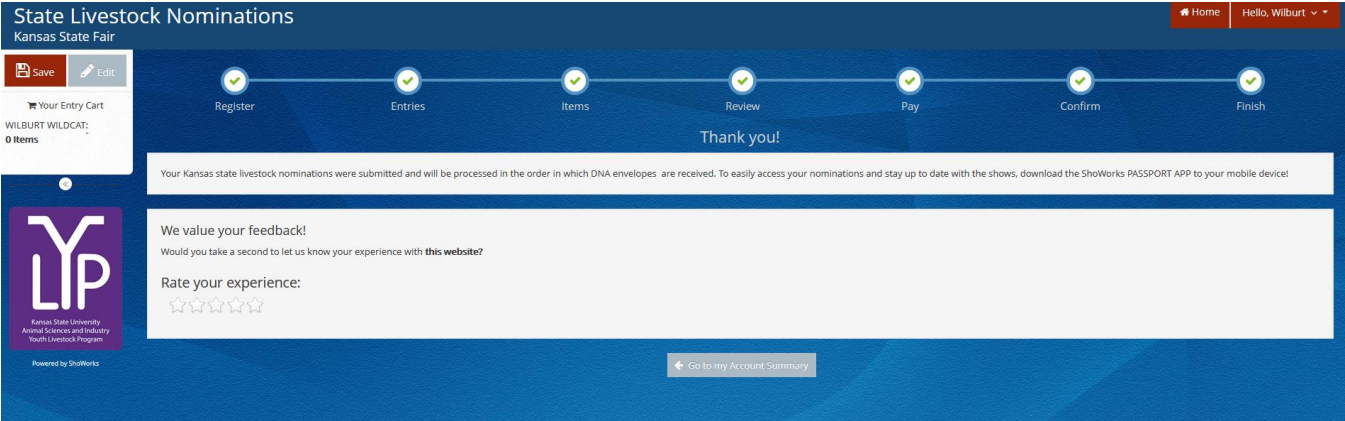 State Livestock Nominations
Kansas State Fair
Home
Hello, Wilburt
Save
Edit
Your Entry Cart
WILBURT WILDCAT:
0 Items
Register
Entries
Items
Review
Pay
Confirm
Finish
Thank you!
Your Kansas state livestock nominations were submitted and will be processed in the order in which DNA envelopes are received. To easily access your nominations and stay up to date with the shows, download the ShoWorks PASSPORT APP to your mobile device!
We value your feedback!
Would you take a second to let us know your experience with this website?
Rate your experience:
YLP
Kansas State University
Animal Sciences and Industry
Youth Livestock Program
Powered by ShoWorks
Go to my Account Summary